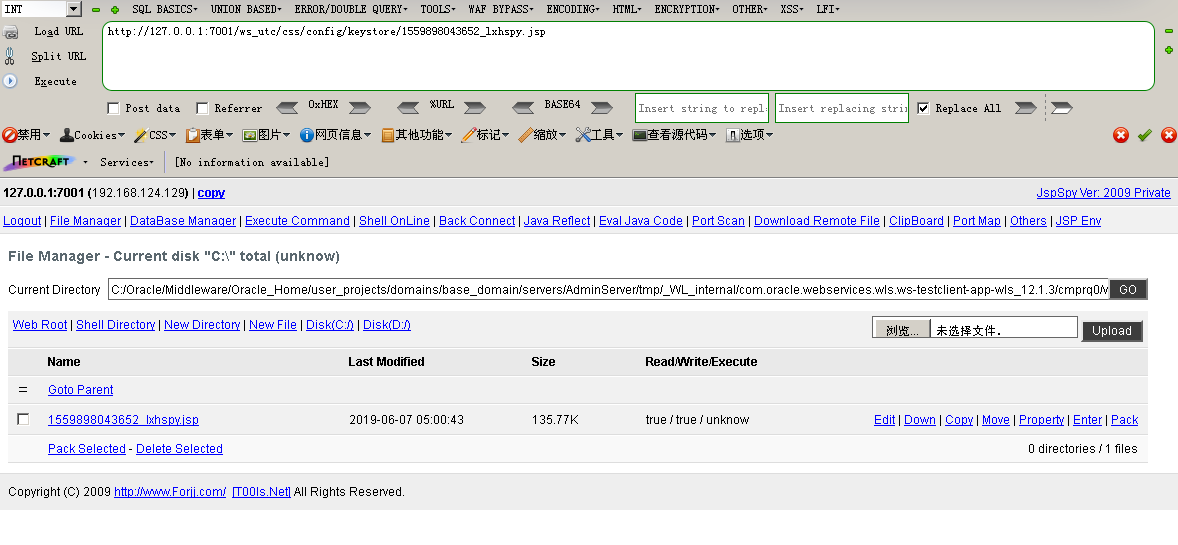 INT SQL BASICS UNION BASED ERROR/DOUBLE QUERY TOOLS WAF BYPASS ENCODING HTML ENCRYPTION OTHER XSS LFI
Load URL http://127.0.0.1:7001/ws_utc/css/config/keystore/1559898043652_lxhspy.jsp
Split URL
Execute
Post data Referrer 0xHEX %URL BASE64 Insert string to repl Insert replacing strin Replace All
禁用 Cookies CSS 表单 图片 网页信息 其他功能 标记 缩放 工具 查看源代码 选项
NETCRAFT Services [No information available]
127.0.0.1:7001 (192.168.124.129) | copy JspSpy Ver: 2009 Private
Logout | File Manager | DataBase Manager | Execute Command | Shell OnLine | Back Connect | Java Reflect | Eval Java Code | Port Scan | Download Remote File | ClipBoard | Port Map | Others | JSP Env
File Manager - Current disk "C:\" total (unknow)
Current Directory C:/Oracle/Middleware/Oracle_Home/user_projects/domains/base_domain/servers/AdminServer/tmp/_WL_internal/com.oracle.webservices.wls.ws-testclient-app-wls_12.1.3/cmprq0/ GO
Web Root | Shell Directory | New Directory | New File | Disk(C:/) | Disk(D:/) 浏览... 未选择文件. Upload
Name Last Modified Size Read/Write/Execute
= Goto Parent
1559898043652_lxhspy.jsp 2019-06-07 05:00:43 135.77K true / true / unknow Edit | Down | Copy | Move | Property | Enter | Pack
Pack Selected - Delete Selected 0 directories / 1 files
Copyright (C) 2009 http://www.Forjj.com/ [T00ls.Net] All Rights Reserved.